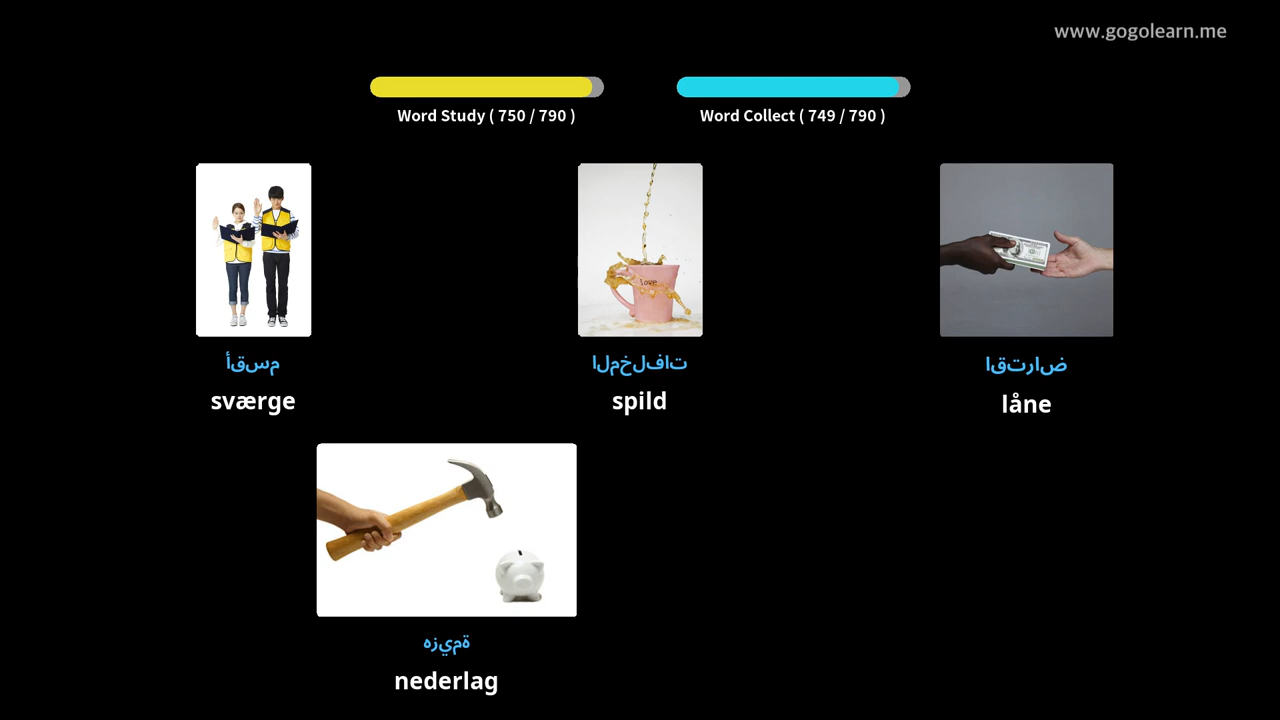 www.gogolearn.me
Word Study ( 750 / 790 )
Word Collect ( 749 / 790 )
أقسم
sværge
المخلفات
spild
love
اقتراض
låne
هزيمة
nederlag